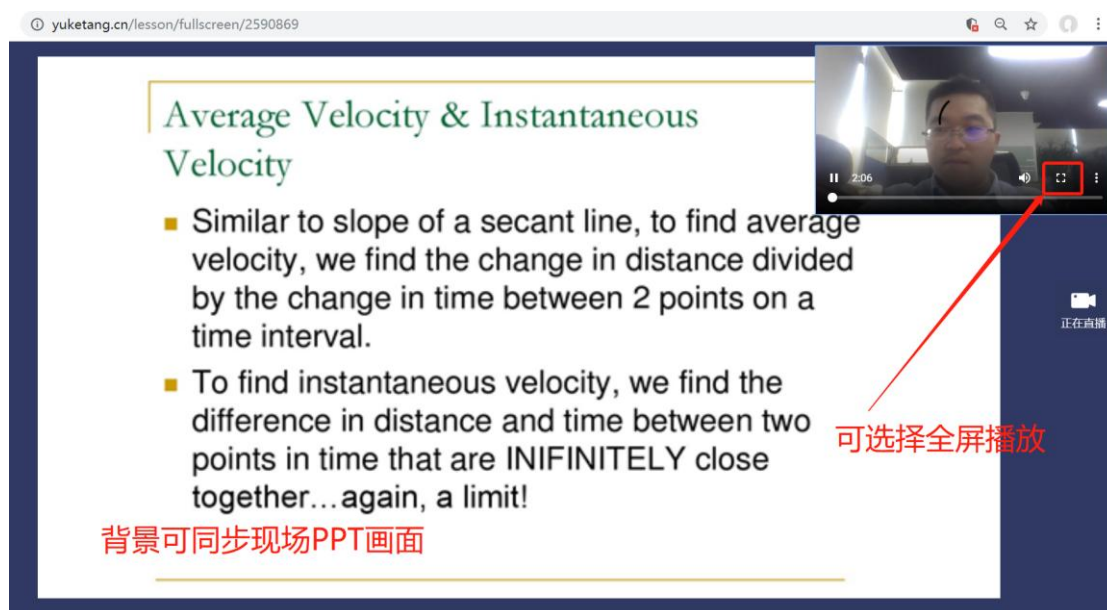 yuketang.cn/lesson/fullscreen/2590869
Average Velocity & Instantaneous
Velocity
2:06
Similar to slope of a secant line, to find average
velocity, we find the change in distance divided
by the change in time between 2 points on a
time interval.
正在直播
To find instantaneous velocity, we find the
difference in distance and time between two
points in time that are INIFINITELY close
together...again, a limit!
可选择全屏播放
背景可同步现场PPT画面